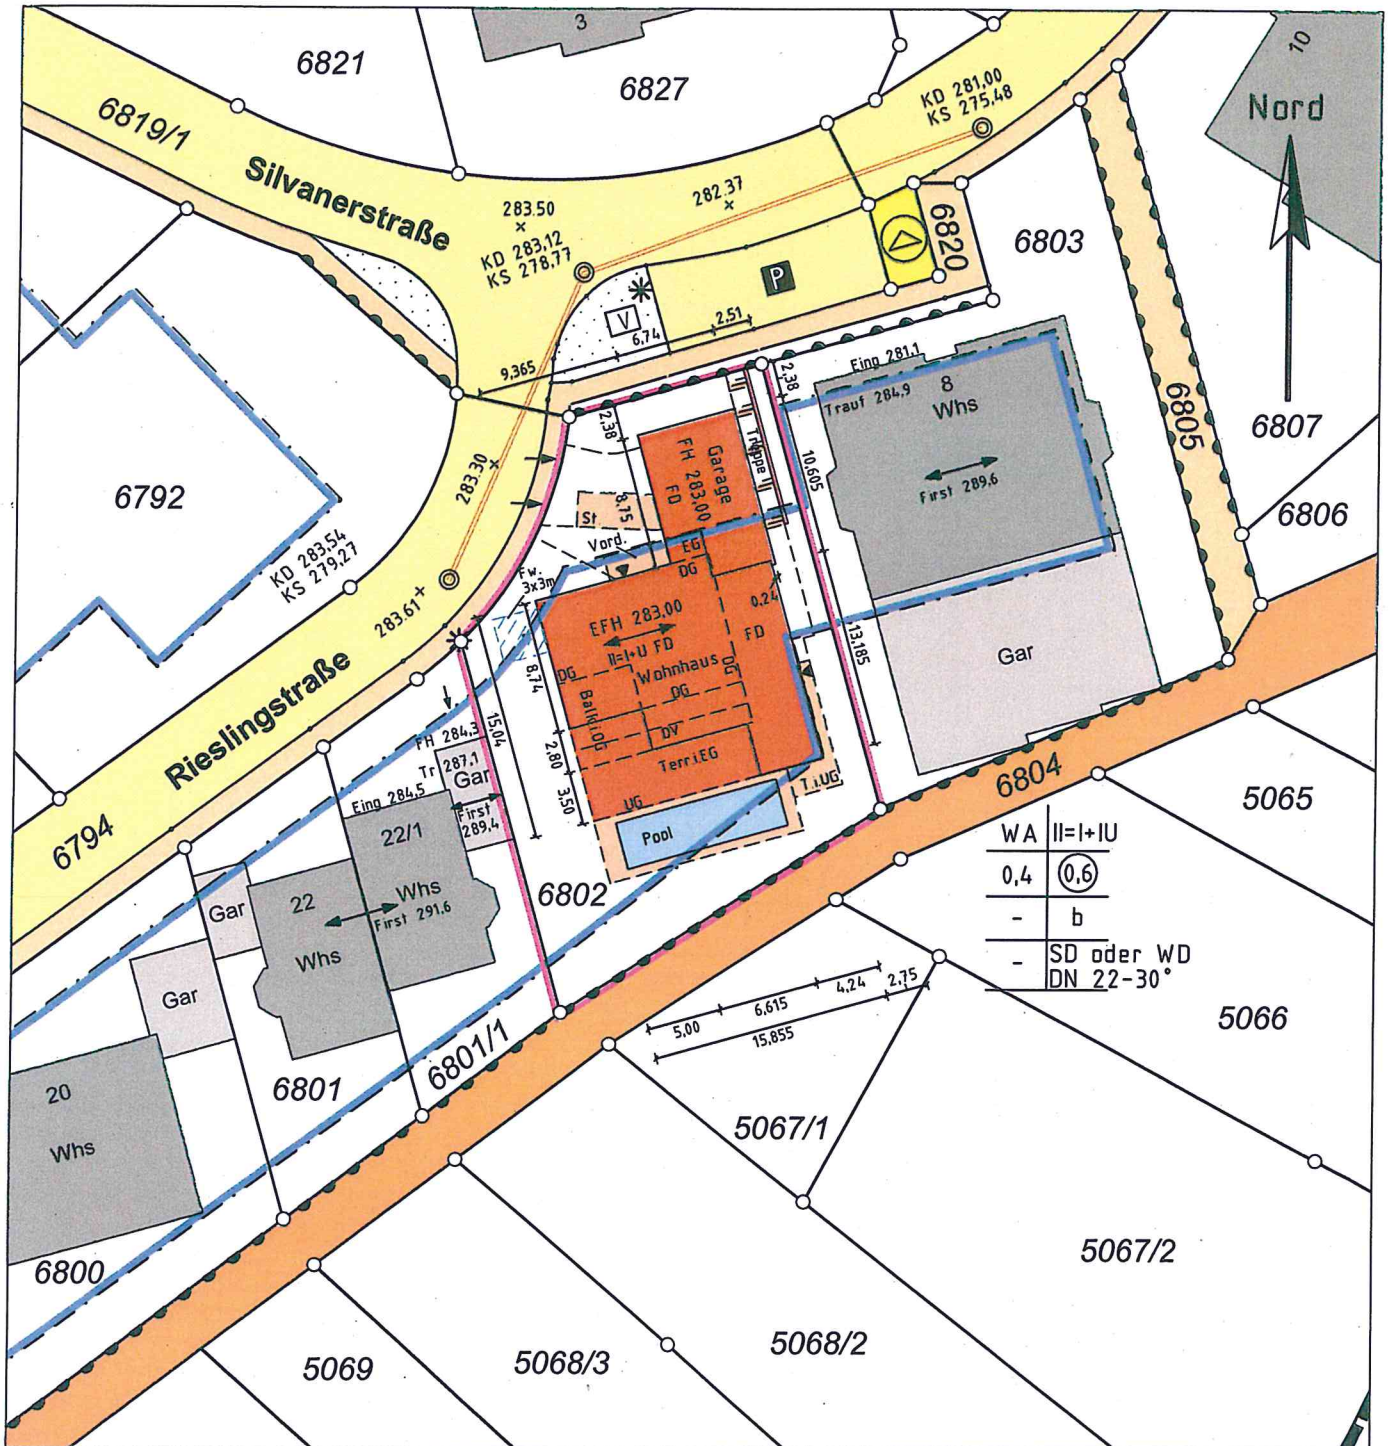 3
10
6821
6827
KD 281,00
KS 275,48
Nord
6819/1
Silvanerstraße
282.37
283.50
KD 283,12
KS 278,77
6820
6803
P
V
2,51
6,74
9,365
Eing 281,1
2,38
Trauf 284,9
8
Whs
6805
6807
First 289,6
6806
2,38
Garage
FH 283,00
FD
Treppe
10,605
6792
283.30
8,75
St
Vord.
EG
DG
KD 283,54
KS 279,27
Fw.
3x3m
283.61
EFH 283,00
II=I+U FD
0.24
FD
Wohnhaus
13,185
Gar
8,74
DG
DG
DG
Balk.i.OG
DV
Terr.i.EG
Rieslingstraße
FH 284,3
15,04
Tr 287,1
Gar
2,80
3,50
T.i.UG
UG
6804
5065
Eing 284,5
First
289,4
22/1
Pool
WA II=I+IU
0,4 0,6
- b
- SD oder WD
DN 22-30°
6794
22
Whs
Whs
First 291,6
Gar
Gar
6802
4,24
2,75
6,615
5,00
15,855
5066
6801/1
6801
20
Whs
5067/1
5067/2
6800
5069
5068/3
5068/2